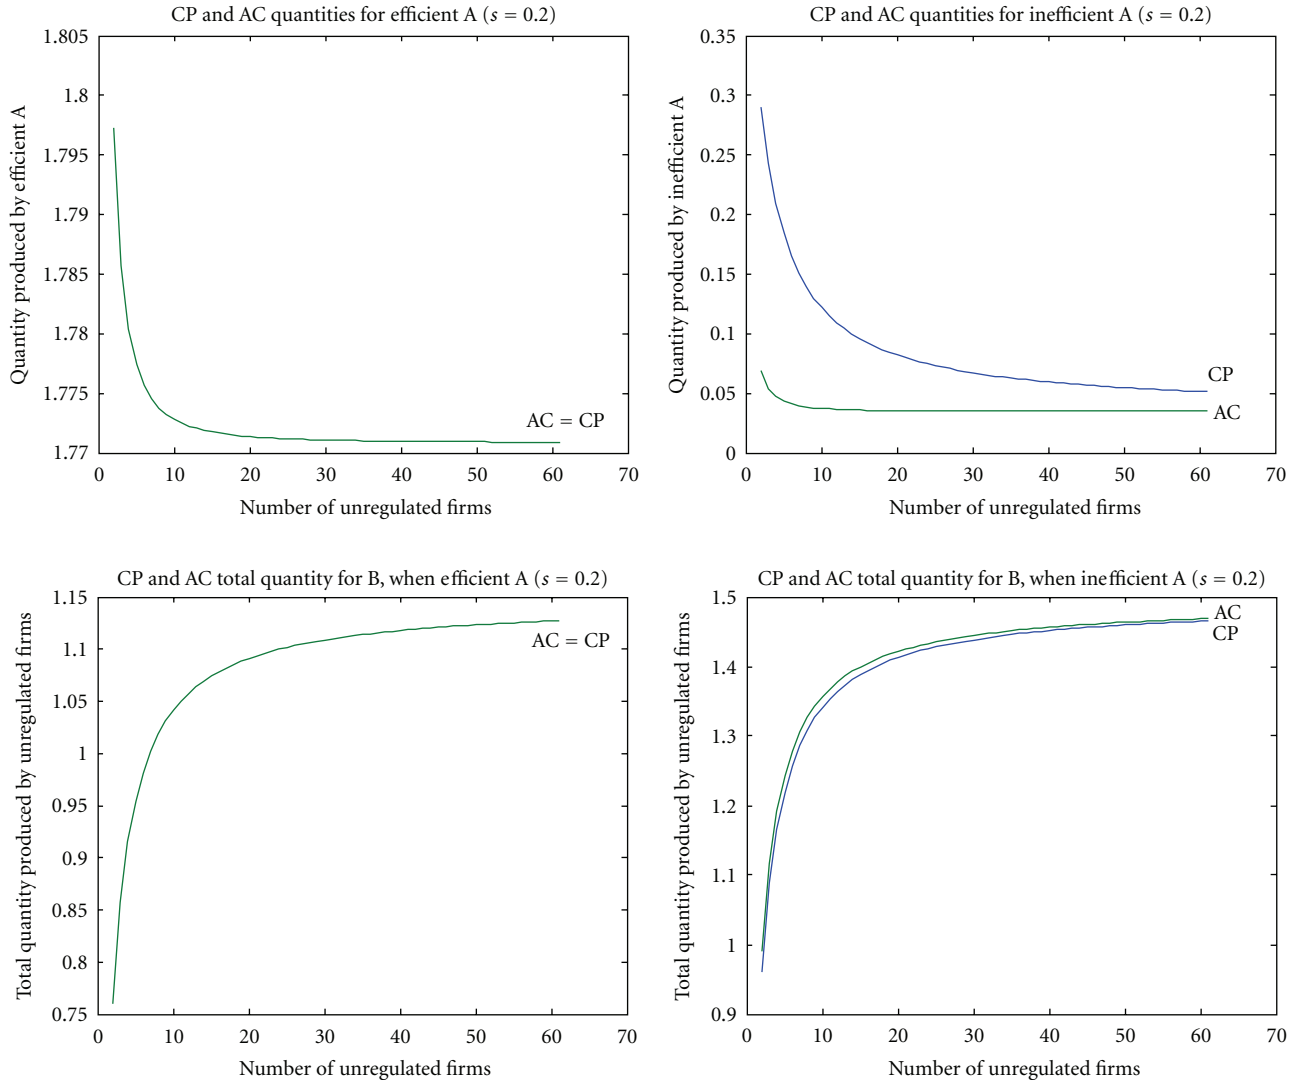 CP and AC quantities for efficient A (s = 0.2)
1.805
1.8
1.795
1.79
1.785
1.78
1.775
1.77
Quantity produced by efficient A
AC = CP
0 10 20 30 40 50 60 70
Number of unregulated firms
CP and AC quantities for inefficient A (s = 0.2)
0.35
0.3
0.25
0.2
0.15
0.1
0.05
0
Quantity produced by inefficient A
CP
AC
0 10 20 30 40 50 60 70
Number of unregulated firms
CP and AC total quantity for B, when efficient A (s = 0.2)
1.15
1.1
1.05
1
0.95
0.9
0.85
0.8
0.75
Total quantity produced by unregulated firms
AC = CP
0 10 20 30 40 50 60 70
Number of unregulated firms
CP and AC total quantity for B, when inefficient A (s = 0.2)
1.5
1.4
1.3
1.2
1.1
1
0.9
Total quantity produced by unregulated firms
AC
CP
0 10 20 30 40 50 60 70
Number of unregulated firms